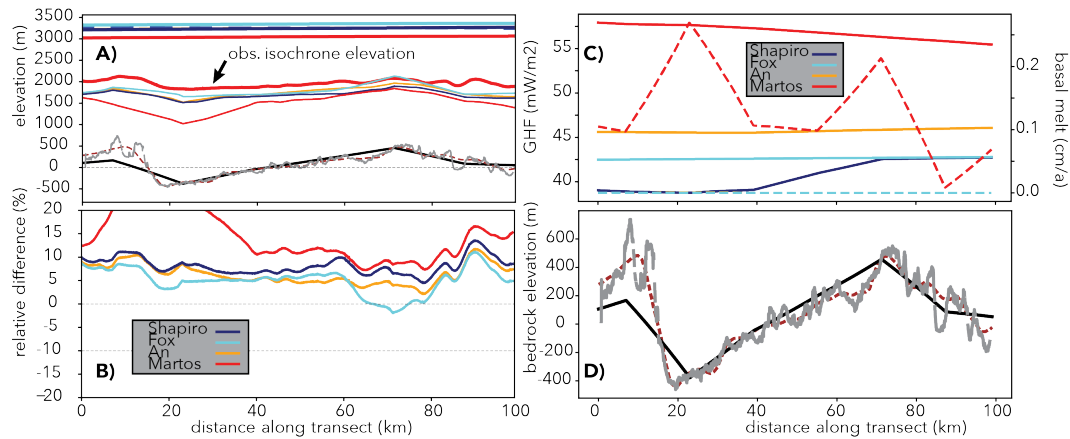 A)
obs. isochrone elevation
elevation (m)
3500
3000
2500
2000
1500
1000
500
0
-500
B)
relative difference (%)
20
15
10
5
0
5
-10
15
-20
Shapiro
Fox
An
Martos
0
20
40
60
80
100
distance along transect (km)
C)
GHF (mW/m2)
55
50
45
40
Shapiro
Fox
An
Martos
0.2
0.1
0.0
basal melt (cm/a)
D)
bedrock elevation (m)
600
400
200
0
-200
-400
0
20
40
60
80
100
distance along transect (km)